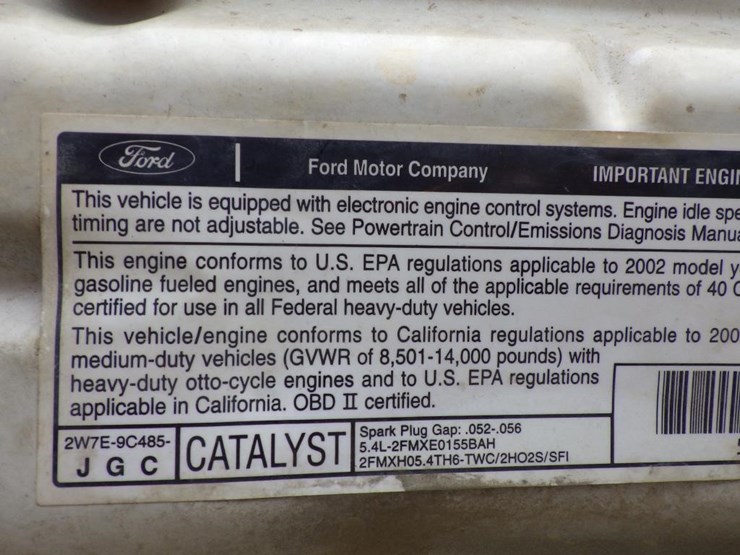 Ford
Ford Motor Company
IMPORTANT
This vehicle is equipped with electronic engine control systems. Engine idle
timing are not adjustable. See Powertrain Control/Emissions Diagnosis
This engine conforms to U.S. EPA regulations applicable to 2002 model
gasoline fueled engines, and meets all of the applicable requirements of 40
certified for use in all Federal heavy-duty vehicles.
This vehicle/engine conforms to California regulations applicable to
medium-duty vehicles (GVWR of 8,501-14,000 pounds) with
heavy-duty otto-cycle engines and to U.S. EPA regulations
applicable in California. OBD II certified.
2W7E-9C485-
J G C
CATALYST
Spark Plug Gap: .052-.056
5.4L-2FMXE0155BAH
2FMXH05.4TH6-TWC/2HO2S/SFI